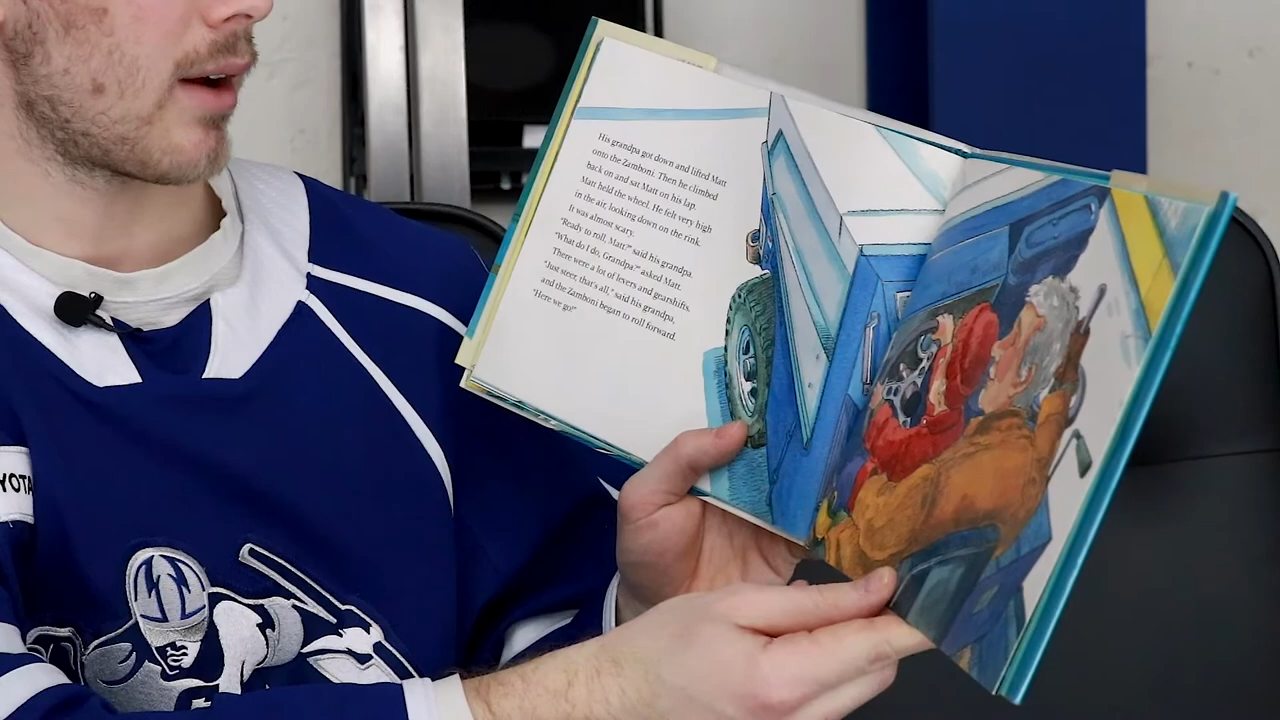 His grandpa got down and lifted Matt
onto the Zamboni. Then he climbed
back on and sat Matt on his lap.
Matt held the wheel. He felt very high
in the air, looking down on the rink.
It was almost scary.
"Ready to roll, Matt?" said his grandpa.
"What do I do, Grandpa?" asked Matt.
There were a lot of levers and gearshifts.
"Just steer, that's all," said his grandpa,
and the Zamboni began to roll forward.
"Here we go!"
YOTA